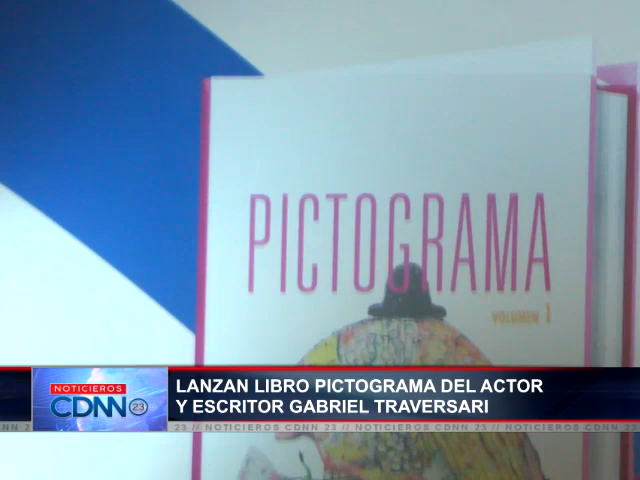 PICTOGRAMA
VOLUMEN 1
NOTICIEROS
CDNN 23
LANZAN LIBRO PICTOGRAMA DEL ACTOR
Y ESCRITOR GABRIEL TRAVERSARI
CDNN 23 // NOTICIEROS CDNN 23 // NOTICIEROS CDNN 23 // NOTICIEROS CDNN 23 //